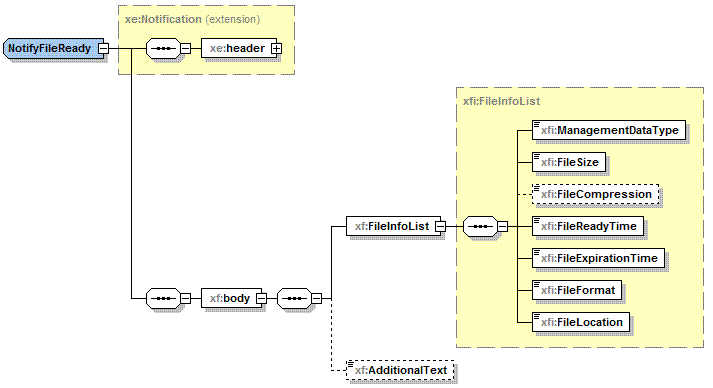 xe:Notification (extension)
NotifyFileReady
xe:header
xfi:FileInfoList
xfi:ManagementDataType
xfi:FileSize
xfi:FileCompression
xf:FileInfoList
xfi:FileReadyTime
xfi:FileExpirationTime
xfi:FileFormat
xf:body
xfi:FileLocation
xf:AdditionalText